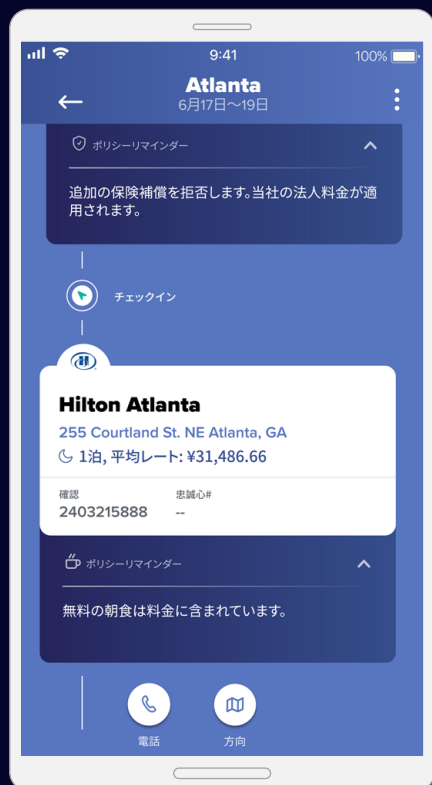 9:41
100%
Atlanta
6月17日～19日
ポリシーリマインダー
追加の保険補償を拒否します。当社の法人料金が適
用されます。
チェックイン
H
Hilton Atlanta
255 Courtland St. NE Atlanta, GA
1泊, 平均レート: ¥31,486.66
確認 忠誠心#
2403215888 --
ポリシーリマインダー
無料の朝食は料金に含まれています。
電話 方向